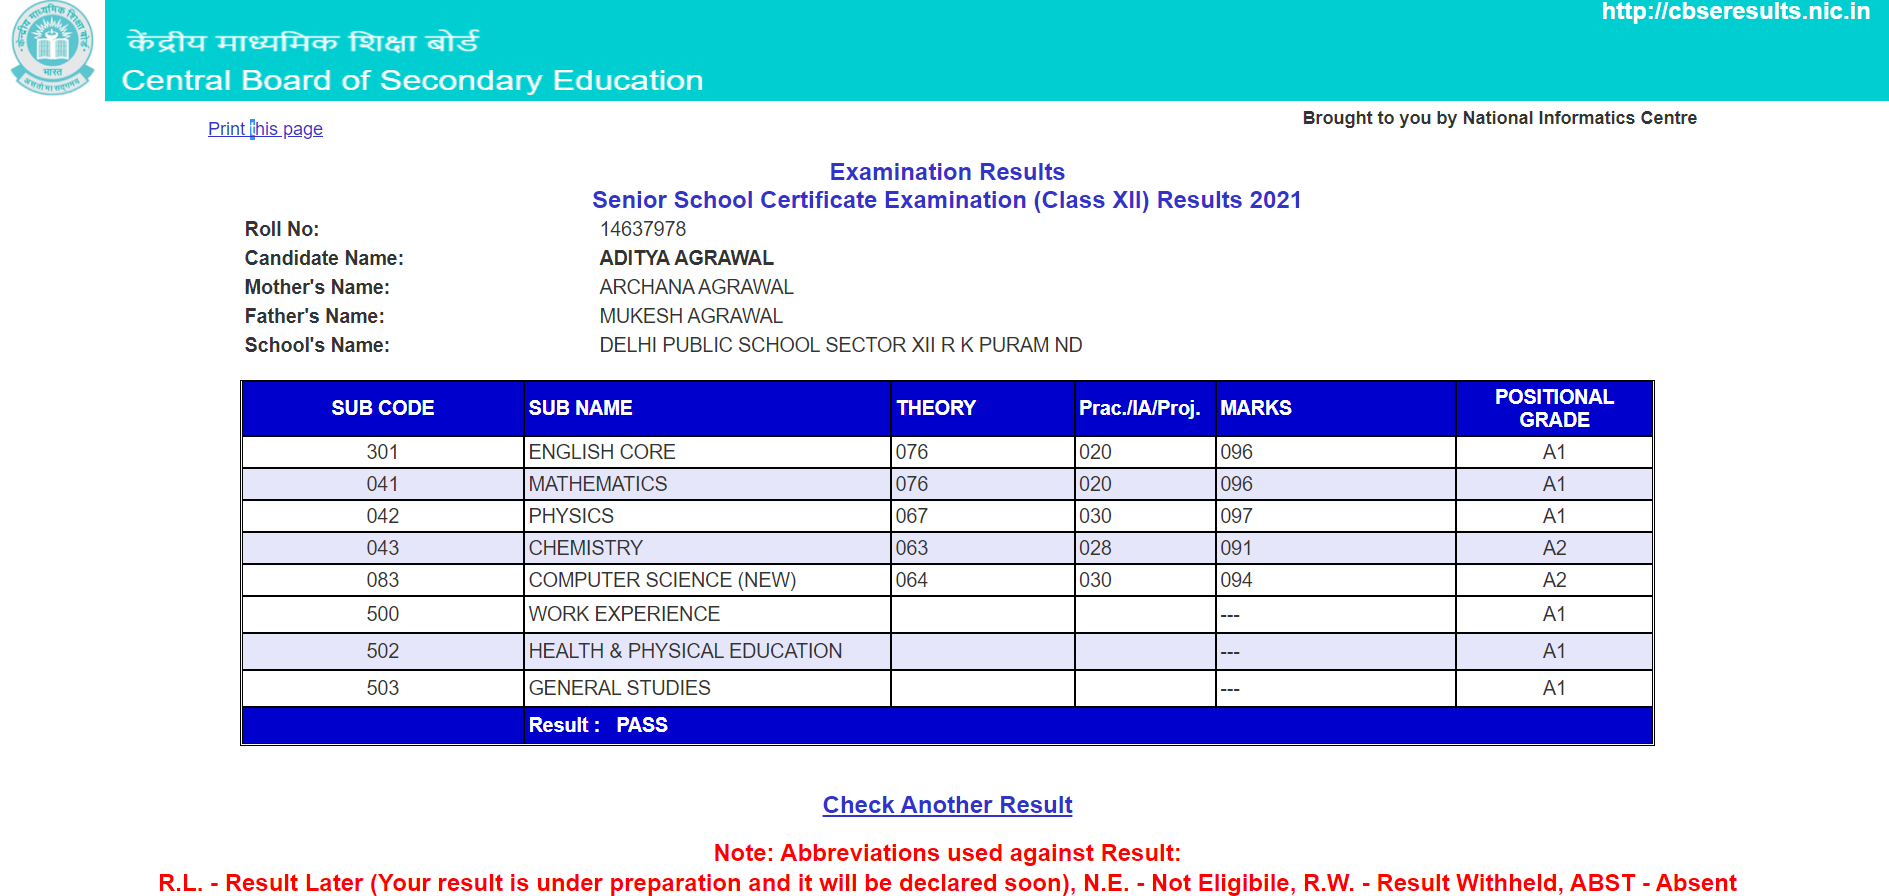 http://cbseresults.nic.in
केंद्रीय माध्यमिक शिक्षा बोर्ड
Central Board of Secondary Education
केन्द्रीय माध्यमिक शिक्षा बोर्ड
भारत
असतो मा सद्गमय
Print this page
Brought to you by National Informatics Centre
Examination Results
Senior School Certificate Examination (Class XII) Results 2021
Roll No: 14637978
Candidate Name: ADITYA AGRAWAL
Mother's Name: ARCHANA AGRAWAL
Father's Name: MUKESH AGRAWAL
School's Name: DELHI PUBLIC SCHOOL SECTOR XII R K PURAM ND
SUB CODE SUB NAME THEORY Prac./IA/Proj. MARKS POSITIONAL GRADE
301 ENGLISH CORE 076 020 096 A1
041 MATHEMATICS 076 020 096 A1
042 PHYSICS 067 030 097 A1
043 CHEMISTRY 063 028 091 A2
083 COMPUTER SCIENCE (NEW) 064 030 094 A2
500 WORK EXPERIENCE --- A1
502 HEALTH & PHYSICAL EDUCATION --- A1
503 GENERAL STUDIES --- A1
Result : PASS
Check Another Result
Note: Abbreviations used against Result:
R.L. - Result Later (Your result is under preparation and it will be declared soon), N.E. - Not Eligibile, R.W. - Result Withheld, ABST - Absent